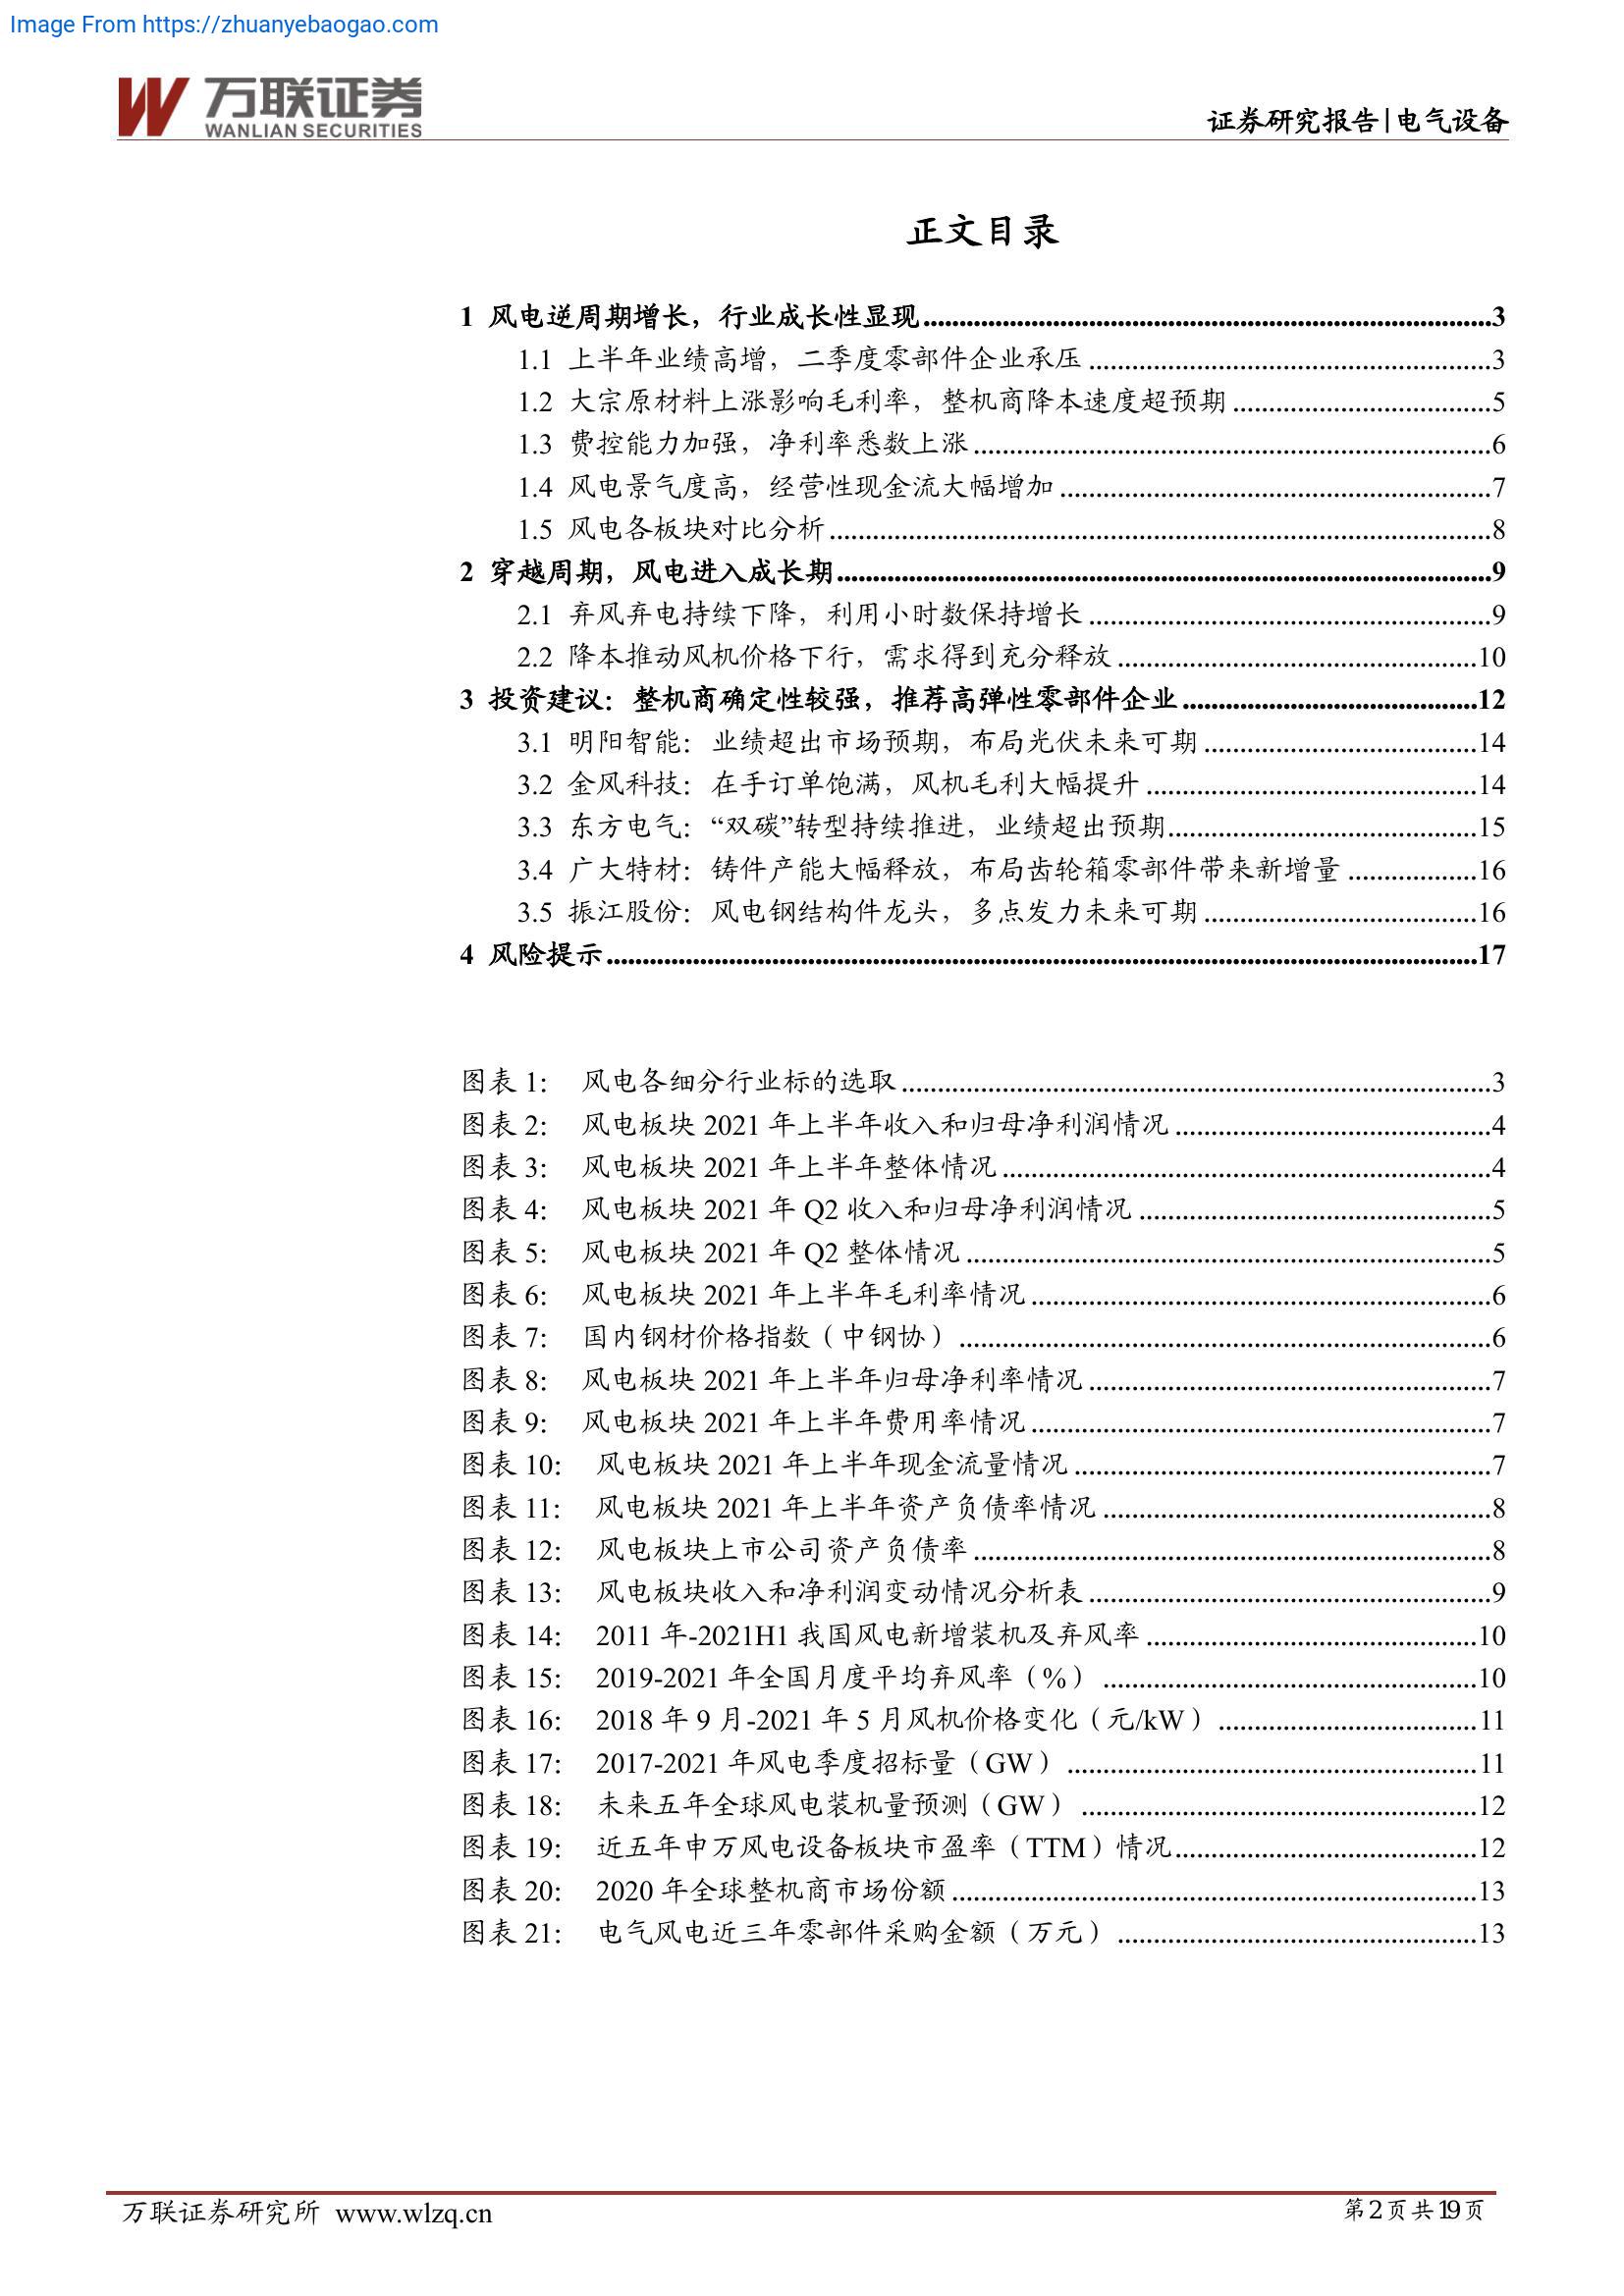 Image From https://zhuanyebaogao.com
万联证券
WANLIAN SECURITIES
证券研究报告|电气设备
正文目录
1 风电逆周期增长，行业成长性显现...............3
1.1 上半年业绩高增，二季度零部件企业承压...............3
1.2 大宗原材料上涨影响毛利率，整机商降本速度超预期...............5
1.3 费控能力加强，净利率悉数上涨...............6
1.4 风电景气度高，经营性现金流大幅增加...............7
1.5 风电各板块对比分析...............8
2 穿越周期，风电进入成长期...............9
2.1 弃风弃电持续下降，利用小时数保持增长...............9
2.2 降本推动风机价格下行，需求得到充分释放...............10
3 投资建议：整机商确定性较强，推荐高弹性零部件企业...............12
3.1 明阳智能：业绩超出市场预期，布局光伏未来可期...............14
3.2 金风科技：在手订单饱满，风机毛利大幅提升...............14
3.3 东方电气：“双碳”转型持续推进，业绩超出预期...............15
3.4 广大特材：铸件产能大幅释放，布局齿轮箱零部件带来新增量...............16
3.5 振江股份：风电钢结构件龙头，多点发力未来可期...............16
4 风险提示...............17
图表 1： 风电各细分行业标的选取...............3
图表 2： 风电板块 2021 年上半年收入和归母净利润情况...............4
图表 3： 风电板块 2021 年上半年整体情况...............4
图表 4： 风电板块 2021 年 Q2 收入和归母净利润情况...............5
图表 5： 风电板块 2021 年 Q2 整体情况...............5
图表 6： 风电板块 2021 年上半年毛利率情况...............6
图表 7： 国内钢材价格指数（中钢协）...............6
图表 8： 风电板块 2021 年上半年归母净利率情况...............7
图表 9： 风电板块 2021 年上半年费用率情况...............7
图表 10： 风电板块 2021 年上半年现金流量情况...............7
图表 11： 风电板块 2021 年上半年资产负债率情况...............8
图表 12： 风电板块上市公司资产负债率...............8
图表 13： 风电板块收入和净利润变动情况分析表...............9
图表 14： 2011 年-2021H1 我国风电新增装机及弃风率...............10
图表 15： 2019-2021 年全国月度平均弃风率（%）...............10
图表 16： 2018 年 9 月-2021 年 5 月风机价格变化（元/kW）...............11
图表 17： 2017-2021 年风电季度招标量（GW）...............11
图表 18： 未来五年全球风电装机量预测（GW）...............12
图表 19： 近五年申万风电设备板块市盈率（TTM）情况...............12
图表 20： 2020 年全球整机商市场份额...............13
图表 21： 电气风电近三年零部件采购金额（万元）...............13
万联证券研究所 www.wlzq.cn
第2页共19页